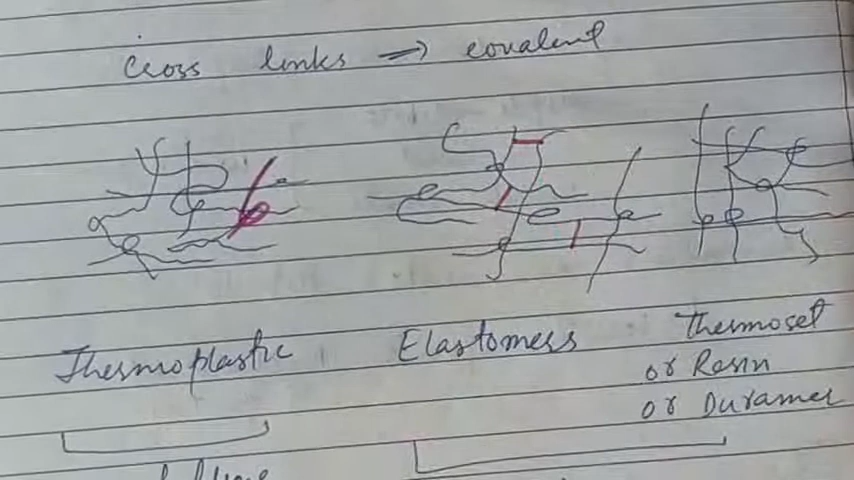 Cross links ⇒ covalent
Thermoplastic Elastomers Thermoset
or Resin
or Duramer